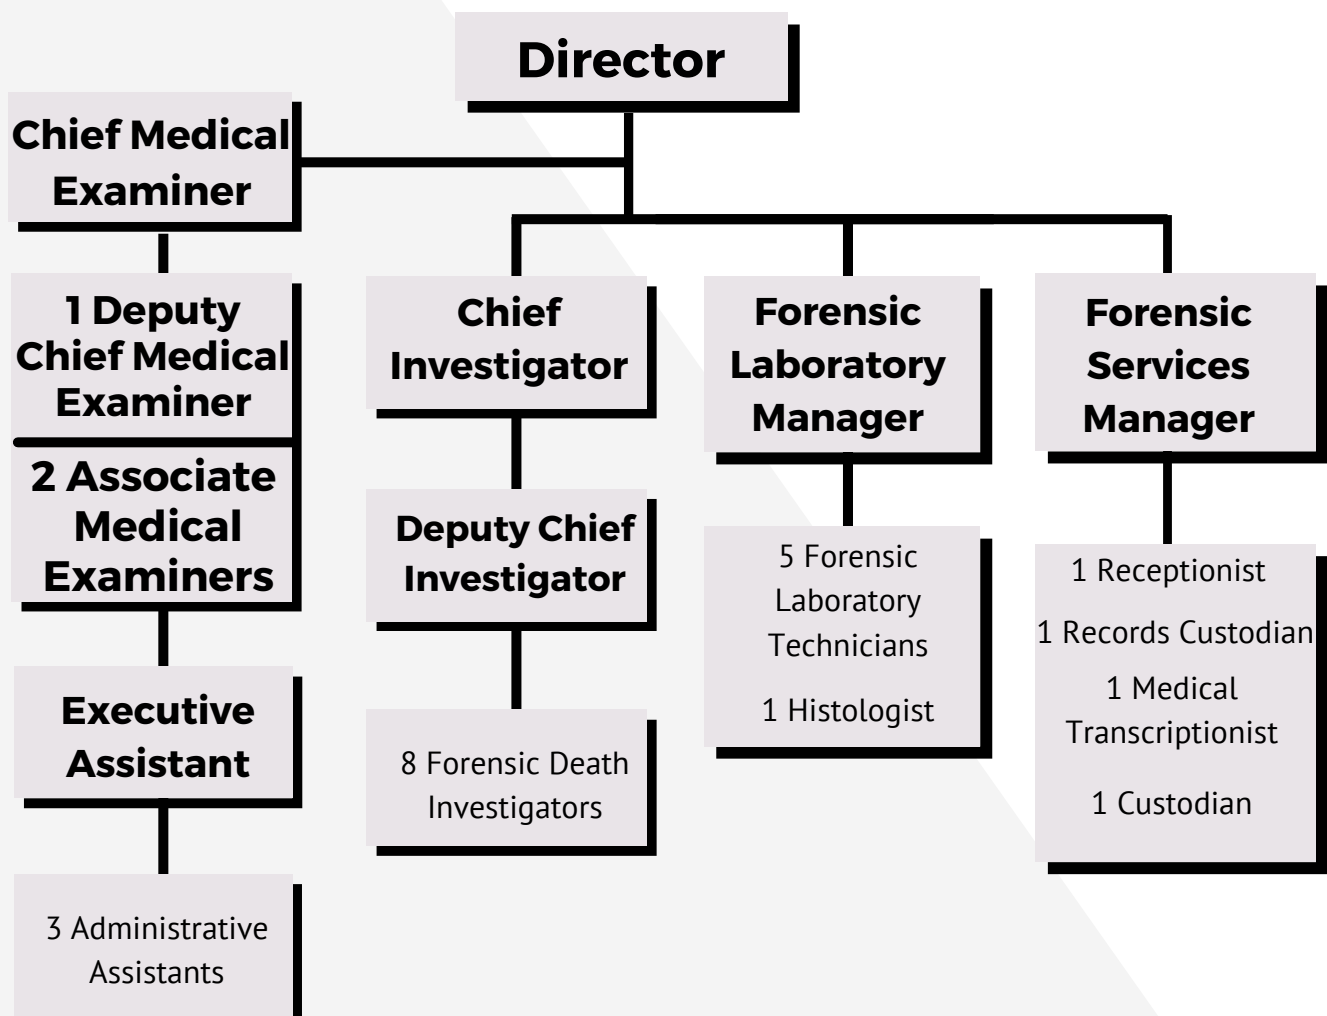 Director
Chief Medical
Examiner
1 Deputy
Chief Medical
Examiner
2 Associate
Medical
Examiners
Executive
Assistant
3 Administrative
Assistants
Chief
Investigator
Deputy Chief
Investigator
8 Forensic Death
Investigators
Forensic
Laboratory
Manager
5 Forensic
Laboratory
Technicians
1 Histologist
Forensic
Services
Manager
1 Receptionist
1 Records Custodian
1 Medical
Transcriptionist
1 Custodian